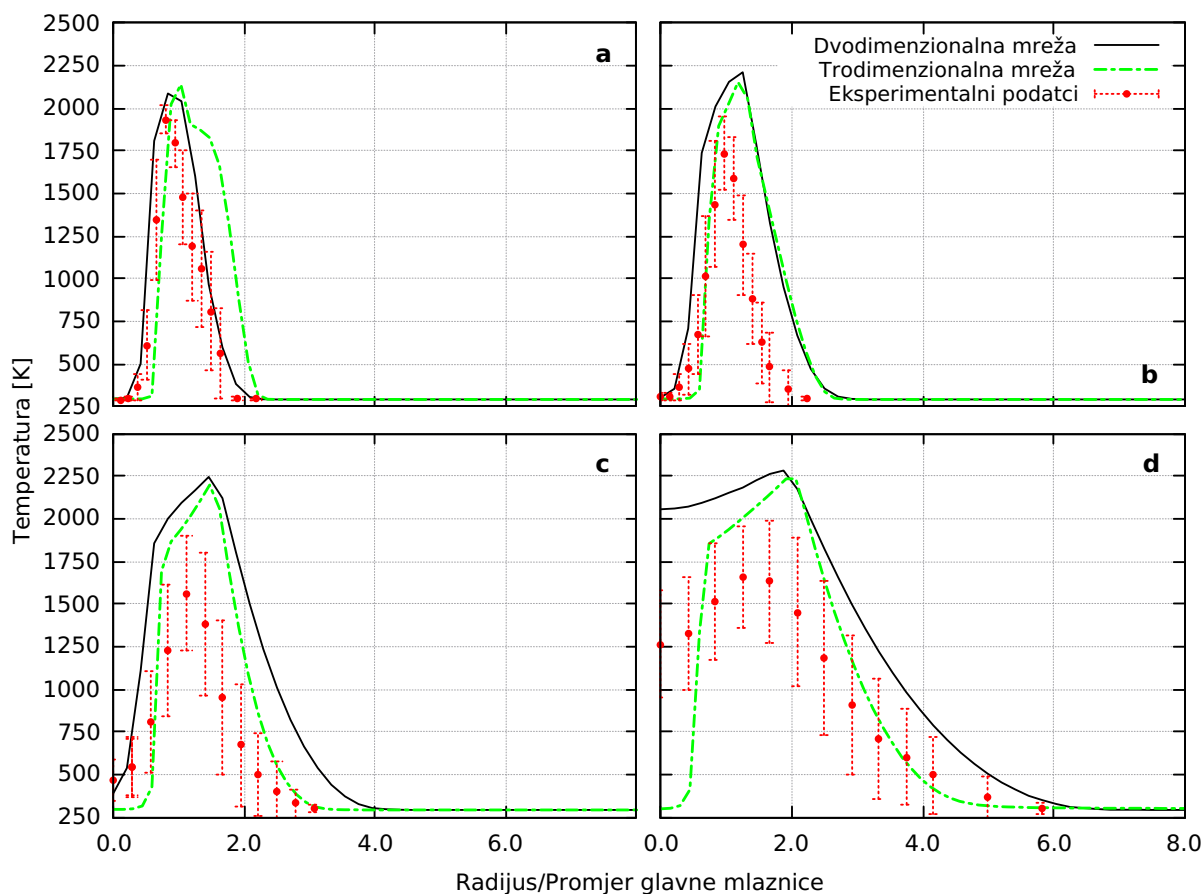 2500
2250
2000
1750
1500
1250
1000
750
500
250
a
Dvodimenzionalna mreža
Trodimenzionalna mreža
Eksperimentalni podatci
b
Temperatura [K]
2500
2250
2000
1750
1500
1250
1000
750
500
250
c
d
0.0 2.0 4.0 6.0 0.0 2.0 4.0 6.0 8.0
Radijus/Promjer glavne mlaznice